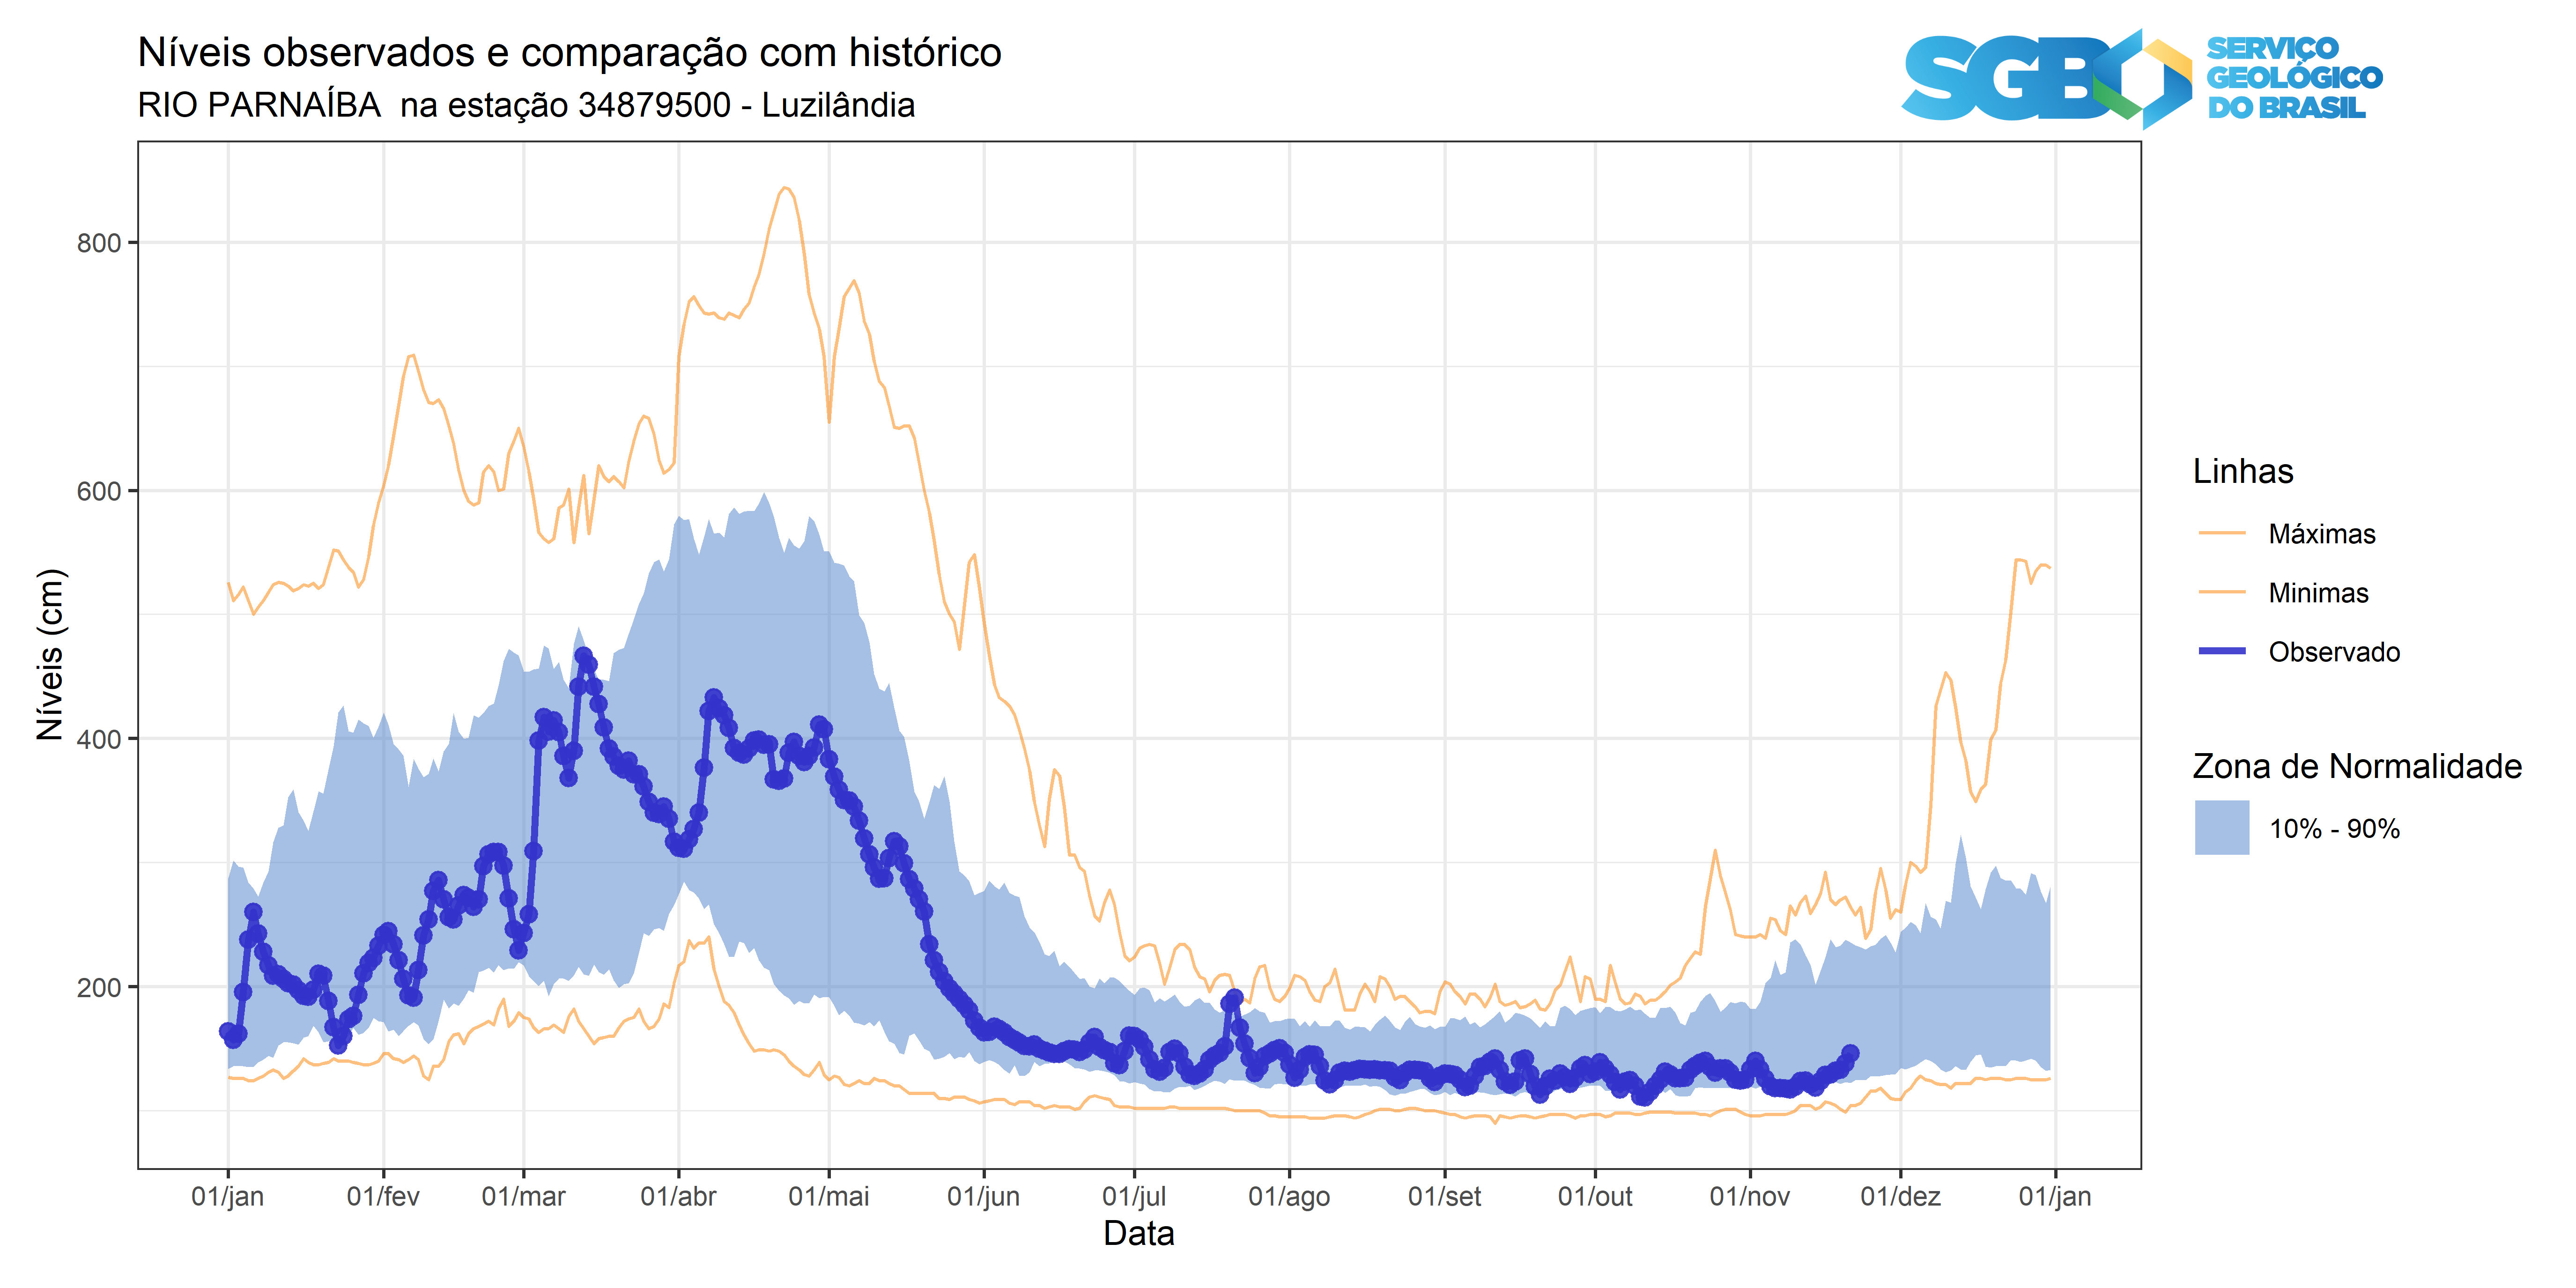 Níveis observados e comparação com histórico
RIO PARNAÍBA  na estação 34879500 - Luzilândia
SGB
SERVIÇO
GEOLÓGICO
DO BRASIL
Níveis (cm)
800
600
400
200
01/jan
01/fev
01/mar
01/abr
01/mai
01/jun
01/jul
01/ago
01/set
01/out
01/nov
01/dez
01/jan
Data
Linhas
Máximas
Minimas
Observado
Zona de Normalidade
10% - 90%